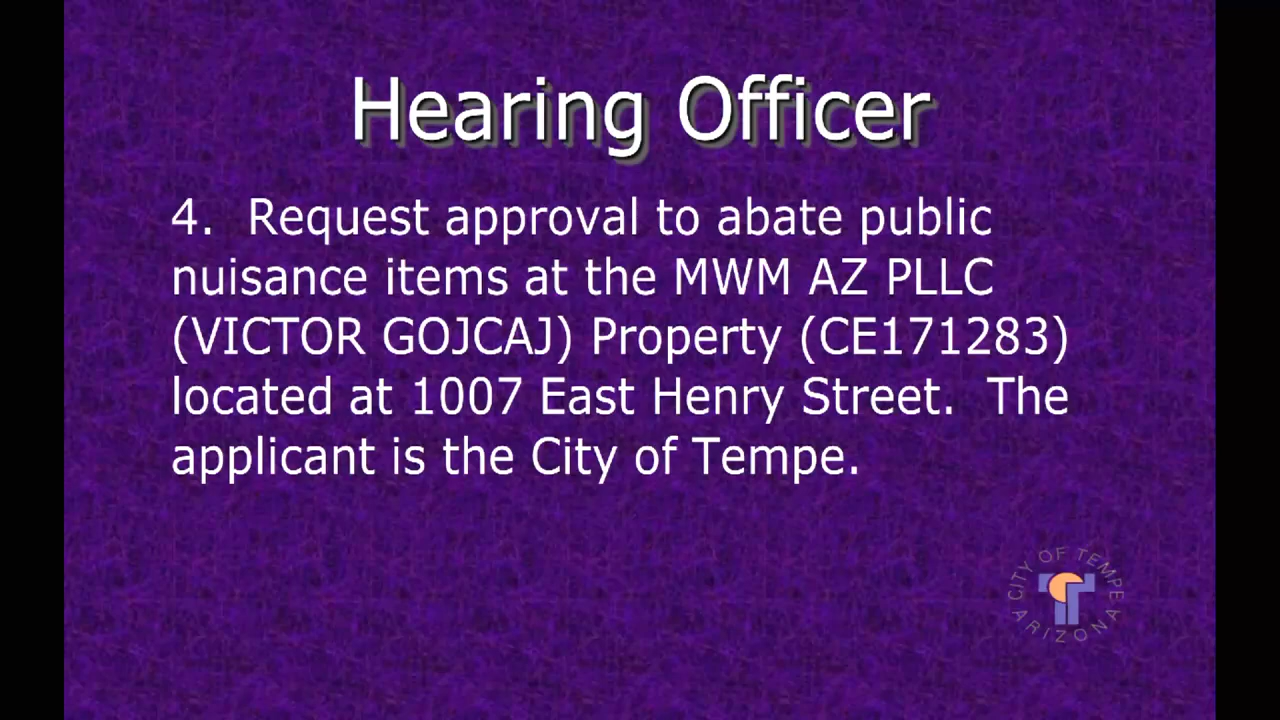 Hearing Officer
4.  Request approval to abate public
nuisance items at the MWM AZ PLLC
(VICTOR GOJCAJ) Property (CE171283)
located at 1007 East Henry Street.  The
applicant is the City of Tempe.
CITY OF TEMPE
ARIZONA